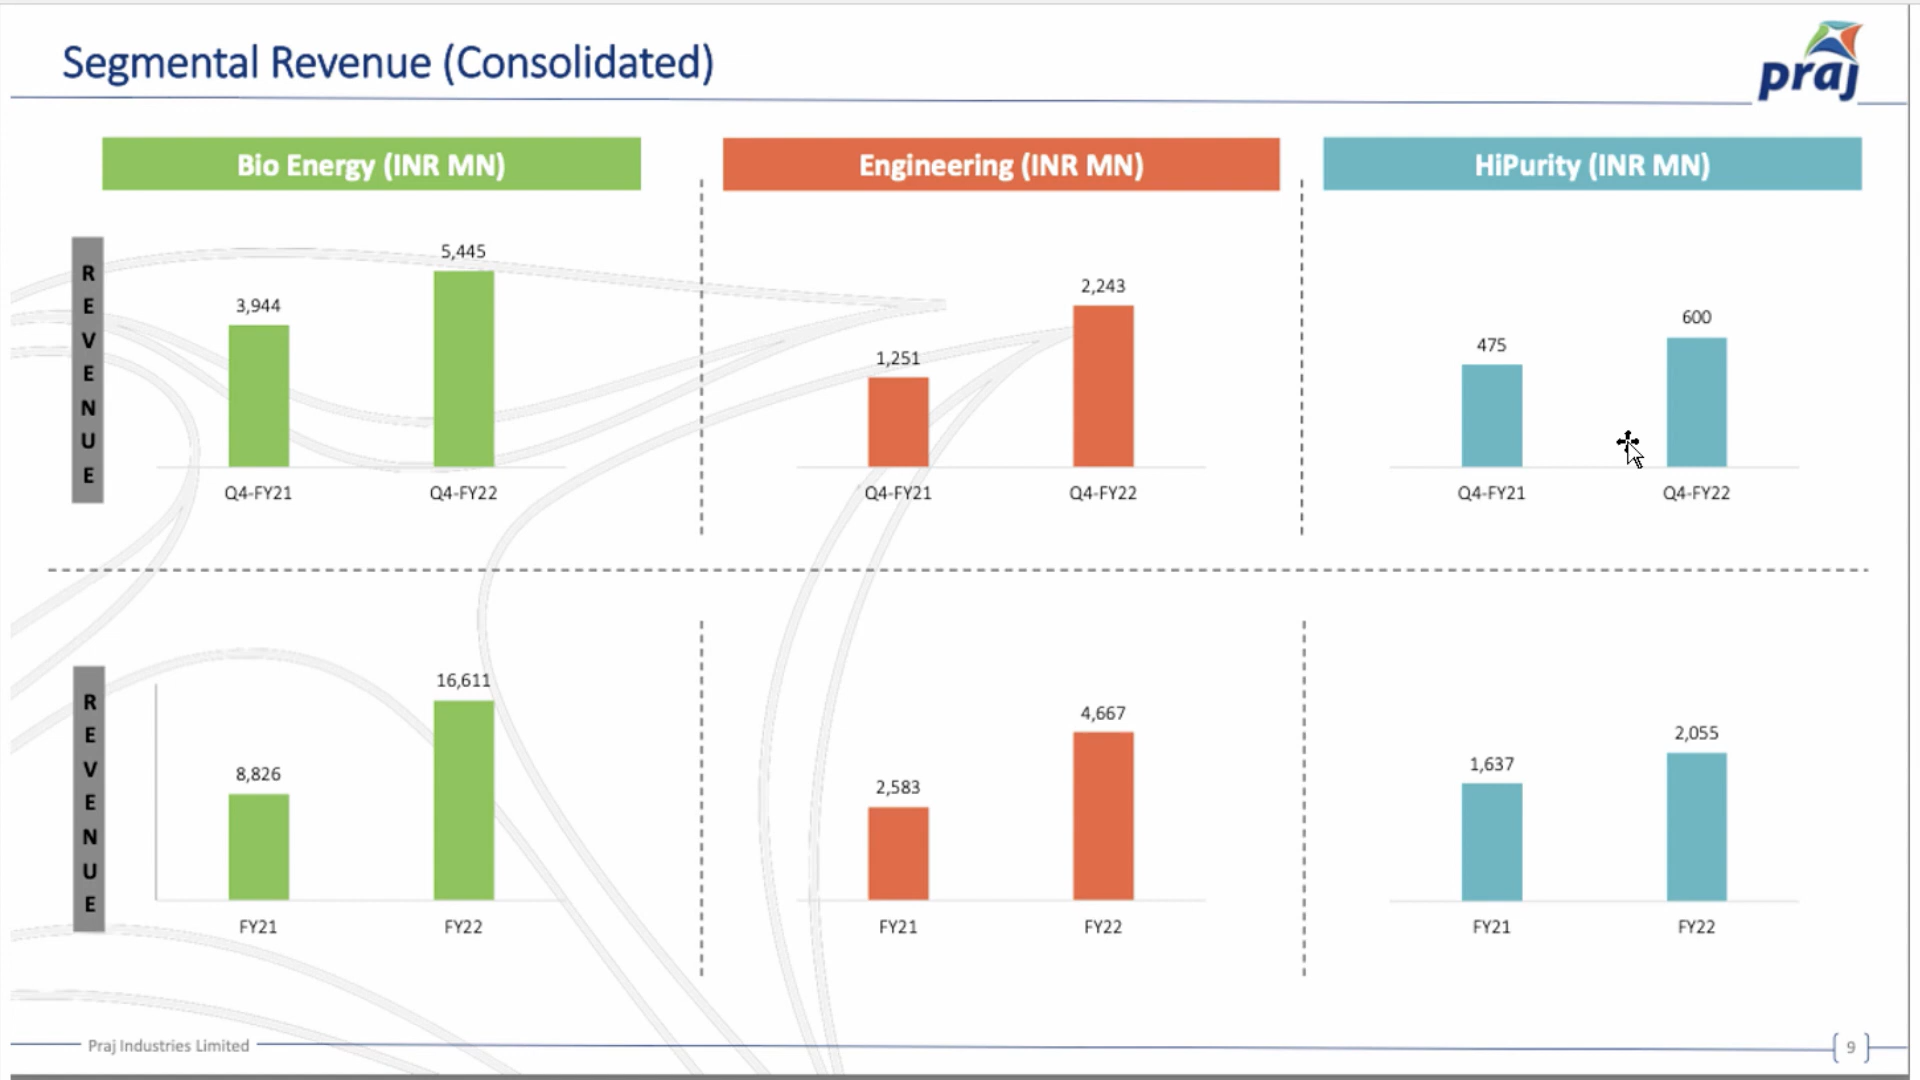 Segmental Revenue (Consolidated)
praj
Bio Energy (INR MN)
Engineering (INR MN)
HiPurity (INR MN)
REVENUE
3,944
5,445
Q4-FY21
Q4-FY22
1,251
2,243
Q4-FY21
Q4-FY22
475
600
Q4-FY21
Q4-FY22
REVENUE
8,826
16,611
FY21
FY22
2,583
4,667
FY21
FY22
1,637
2,055
FY21
FY22
Praj Industries Limited
9